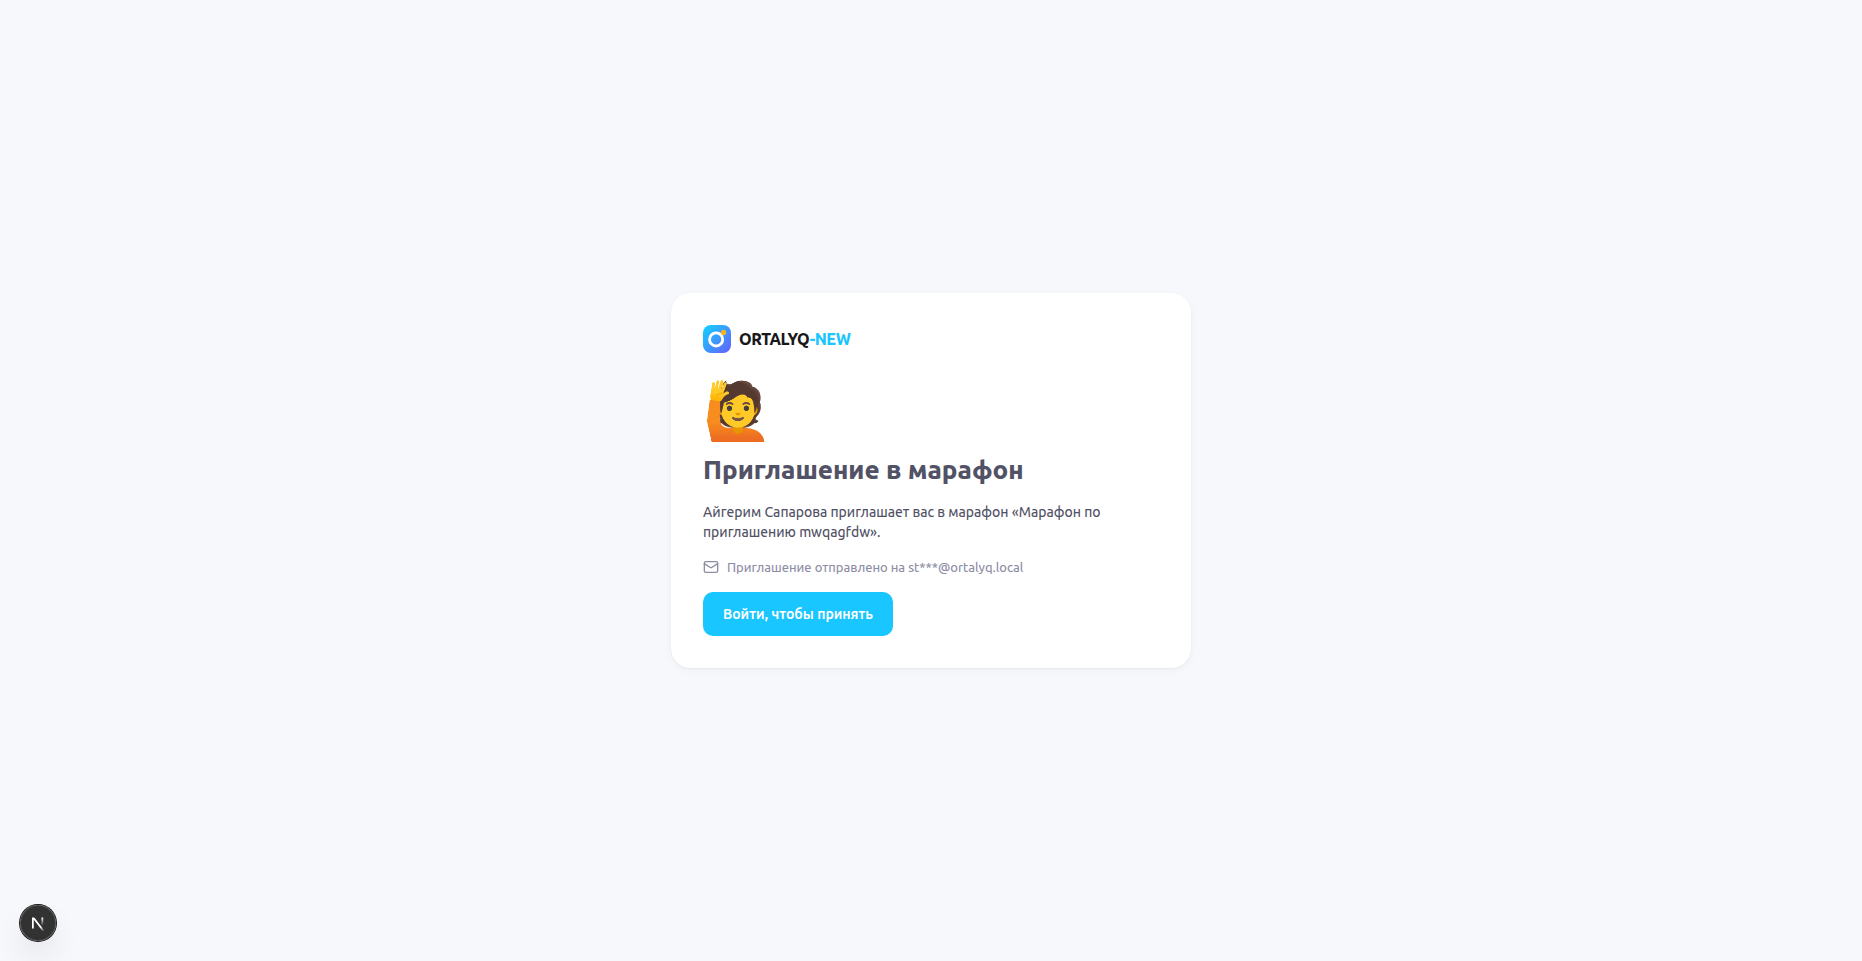 ORTALYQ-NEW
Приглашение в марафон
Айгерим Сапарова приглашает вас в марафон «Марафон по
приглашению mwqagfdw».
Приглашение отправлено на st***@ortalyq.local
Войти, чтобы принять
N